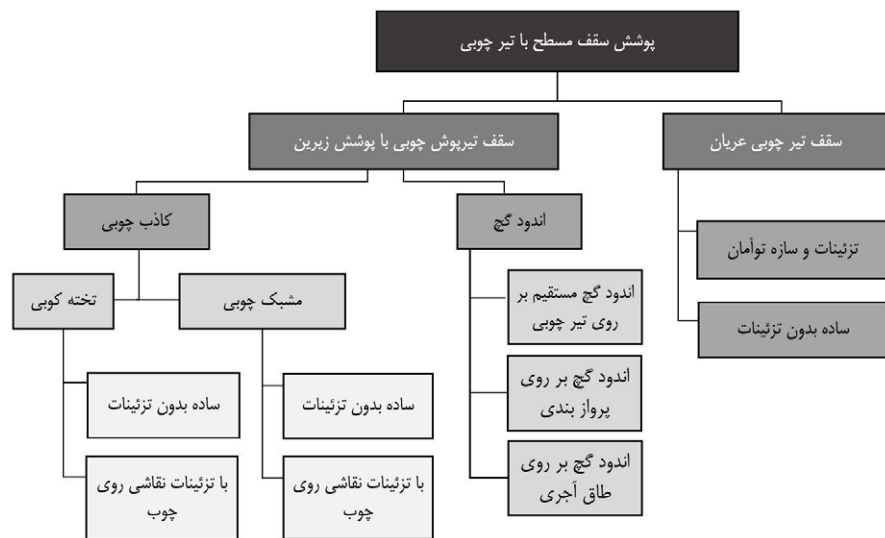 پوشش سقف مسطح با تیر چوبی
سقف تیر چوبی عریان
سقف تیرپوش چوبی با پوشش زیرین
اندود گچ
کاذب چوبی
تزئینات و سازه توأمان
ساده بدون تزئینات
اندود گچ مستقیم بر
روی تیر چوبی
اندود گچ بر روی
پرواز بندی
اندود گچ بر روی
طاق آجری
مشبک چوبی
تخته کوبی
ساده بدون تزئینات
با تزئینات نقاشی روی
چوب
ساده بدون تزئینات
با تزئینات نقاشی روی
چوب